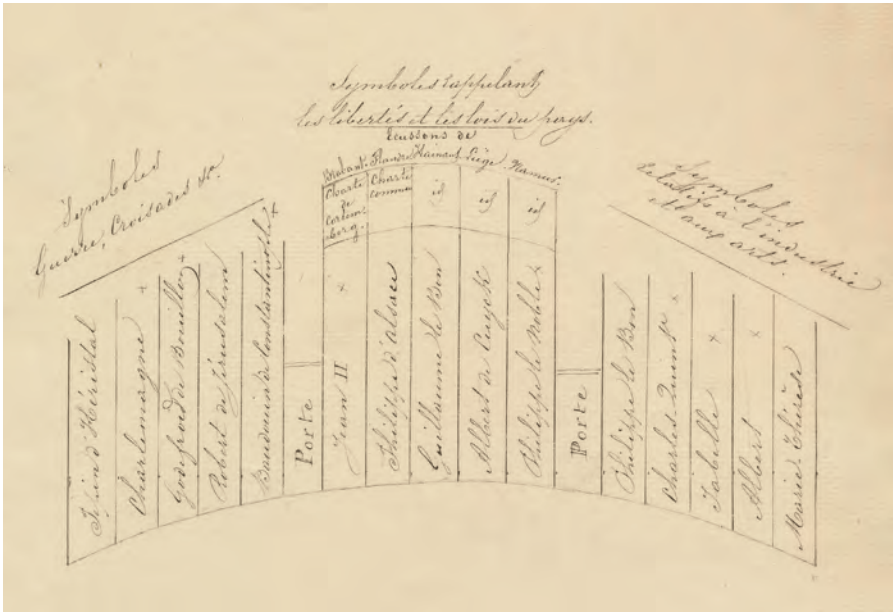 Symboles rappelant
les libertés et les lois du pays.
Ecussons de
Brabant. Flandre Hainaut Liège. Namur.
Charte de Cortenberg.
Charte commune
id
id
id
Symboles
Guerre, Croisades &c.
Symboles
relatifs à l'industrie
et aux arts.
Pépin d'Héristal
Charlemagne +
Godefroid de Bouillon +
Robert de Jérusalem
Baudouin de Constantinople +
Porte
Jean II x
Philippe d'alsace
Guillaume le Bon
Albert de Cuyck
Philippe le Noble
Porte
Philippe le Bon
Charles-Quint x
Isabelle x
Albert x
Marie-Thérèse